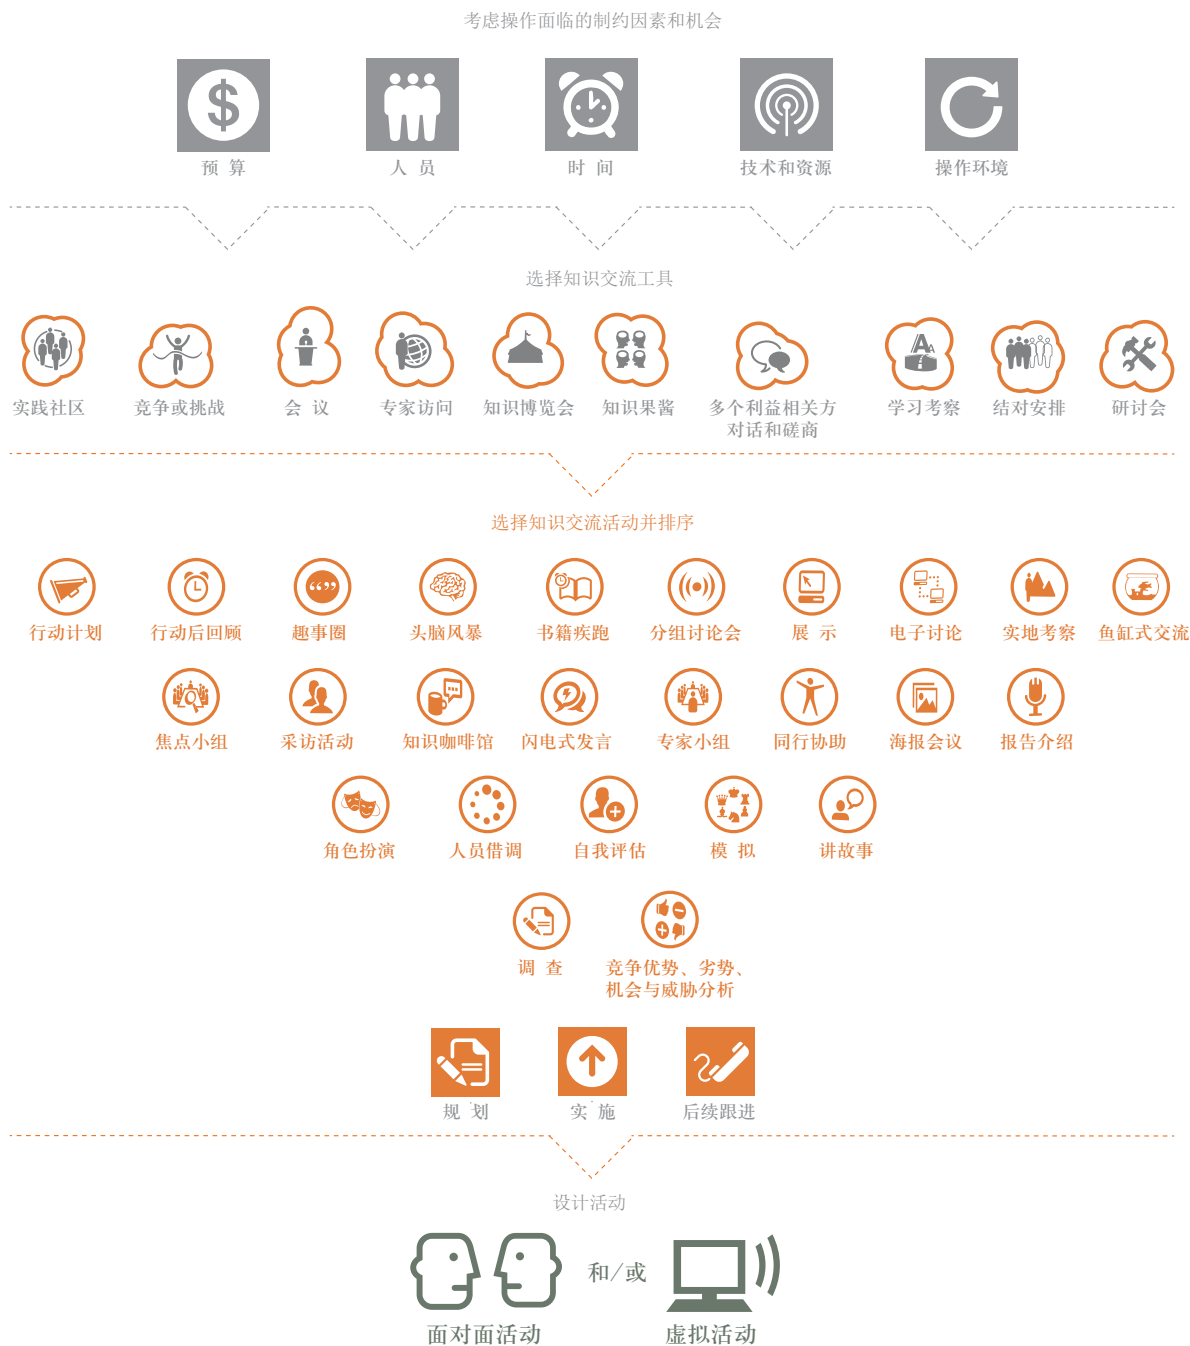 考虑操作面临的制约因素和机会
预 算
人 员
时 间
技术和资源
操作环境
选择知识交流工具
实践社区
竞争或挑战
会 议
专家访问
知识博览会
知识果酱
多个利益相关方
对话和磋商
学习考察
结对安排
研讨会
选择知识交流活动并排序
行动计划
行动后回顾
趣事圈
头脑风暴
书籍疾跑
分组讨论会
展 示
电子讨论
实地考察
鱼缸式交流
焦点小组
采访活动
知识咖啡馆
闪电式发言
专家小组
同行协助
海报会议
报告介绍
角色扮演
人员借调
自我评估
模 拟
讲故事
调 查
竞争优势、劣势、
机会与威胁分析
规 划
实 施
后续跟进
设计活动
和/或
面对面活动
虚拟活动